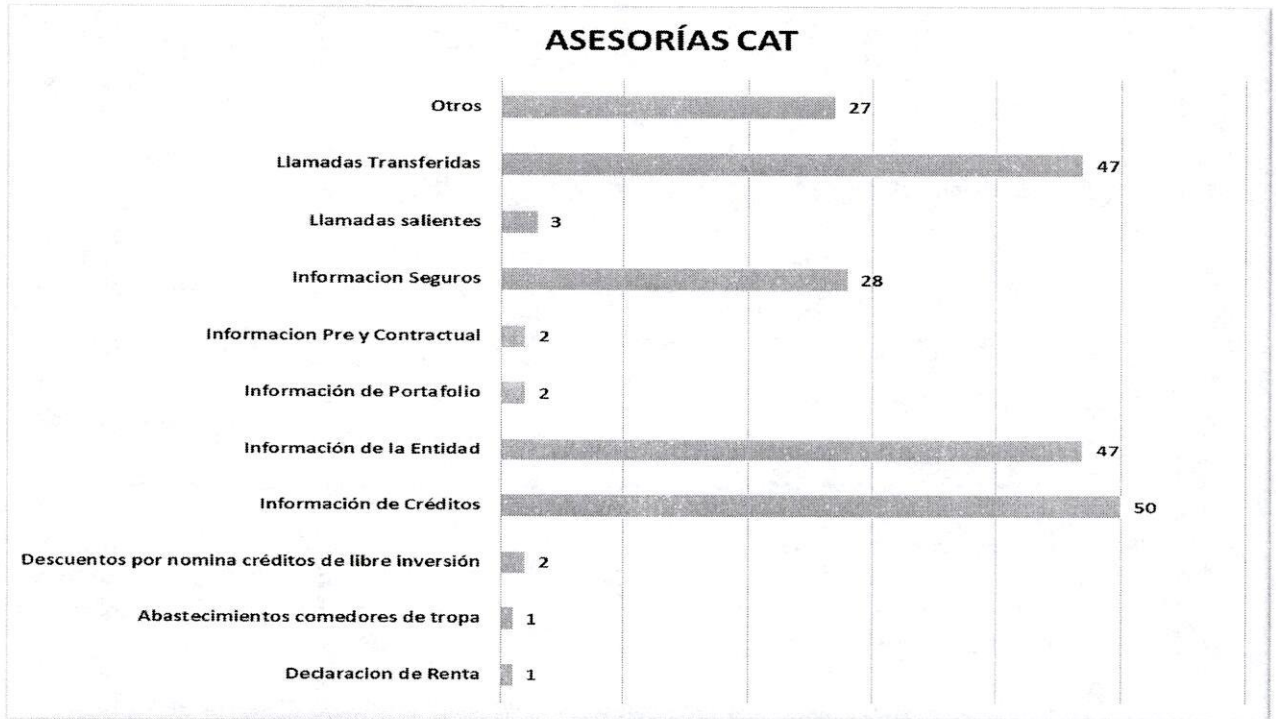 ASESORÍAS CAT
Otros 27
Llamadas Transferidas 47
Llamadas salientes 3
Informacion Seguros 28
Informacion Pre y Contractual 2
Información de Portafolio 2
Información de la Entidad 47
Información de Créditos 50
Descuentos por nomina créditos de libre inversión 2
Abastecimientos comedores de tropa 1
Declaracion de Renta 1